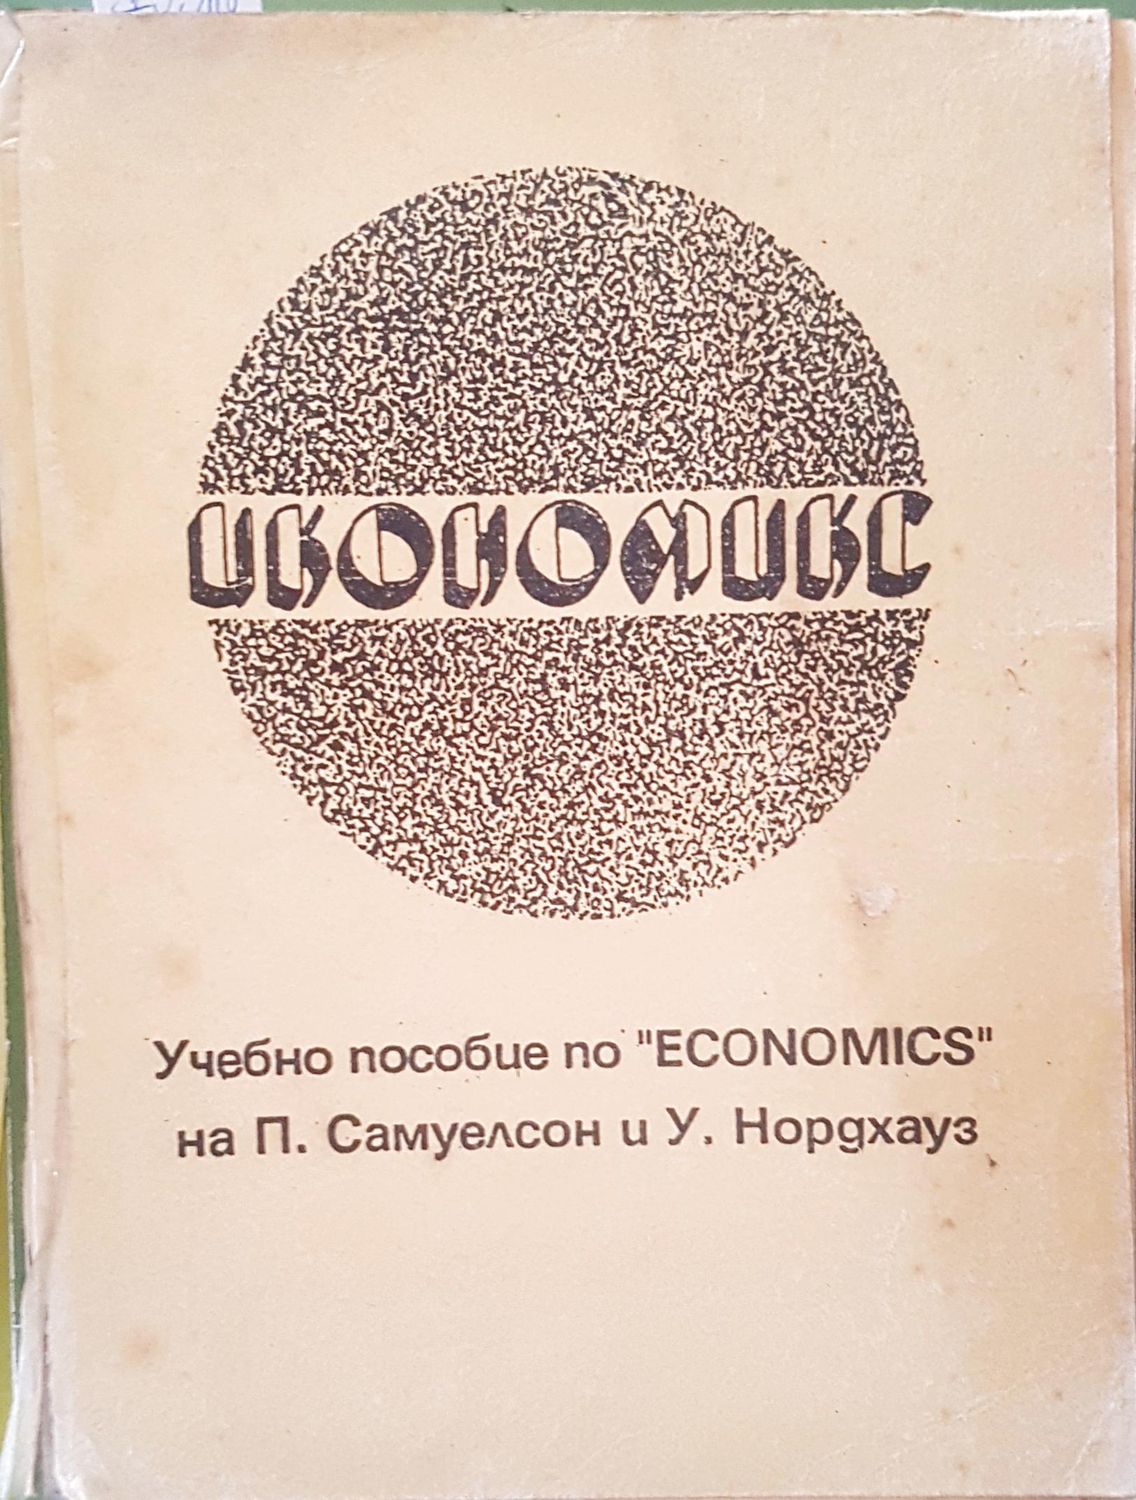 ИКОНОМИКС
Учебно пособие по "ECONOMICS"
на П. Самуелсон и У. Нордхауз